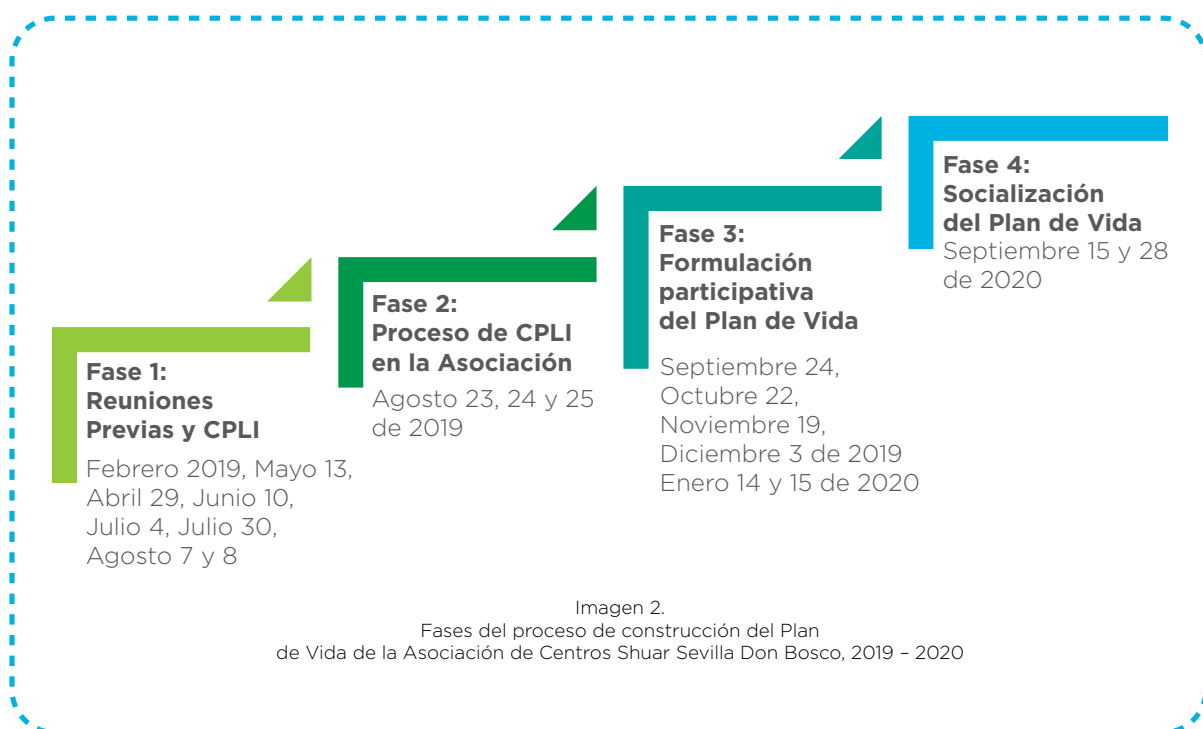 Fase 1:
Reuniones
Previas y CPLI
Febrero 2019, Mayo 13,
Abril 29, Junio 10,
Julio 4, Julio 30,
Agosto 7 y 8
Fase 2:
Proceso de CPLI
en la Asociación
Agosto 23, 24 y 25
de 2019
Fase 3:
Formulación
participativa
del Plan de Vida
Septiembre 24,
Octubre 22,
Noviembre 19,
Diciembre 3 de 2019
Enero 14 y 15 de 2020
Fase 4:
Socialización
del Plan de Vida
Septiembre 15 y 28
de 2020
Imagen 2.
Fases del proceso de construcción del Plan
de Vida de la Asociación de Centros Shuar Sevilla Don Bosco, 2019 – 2020